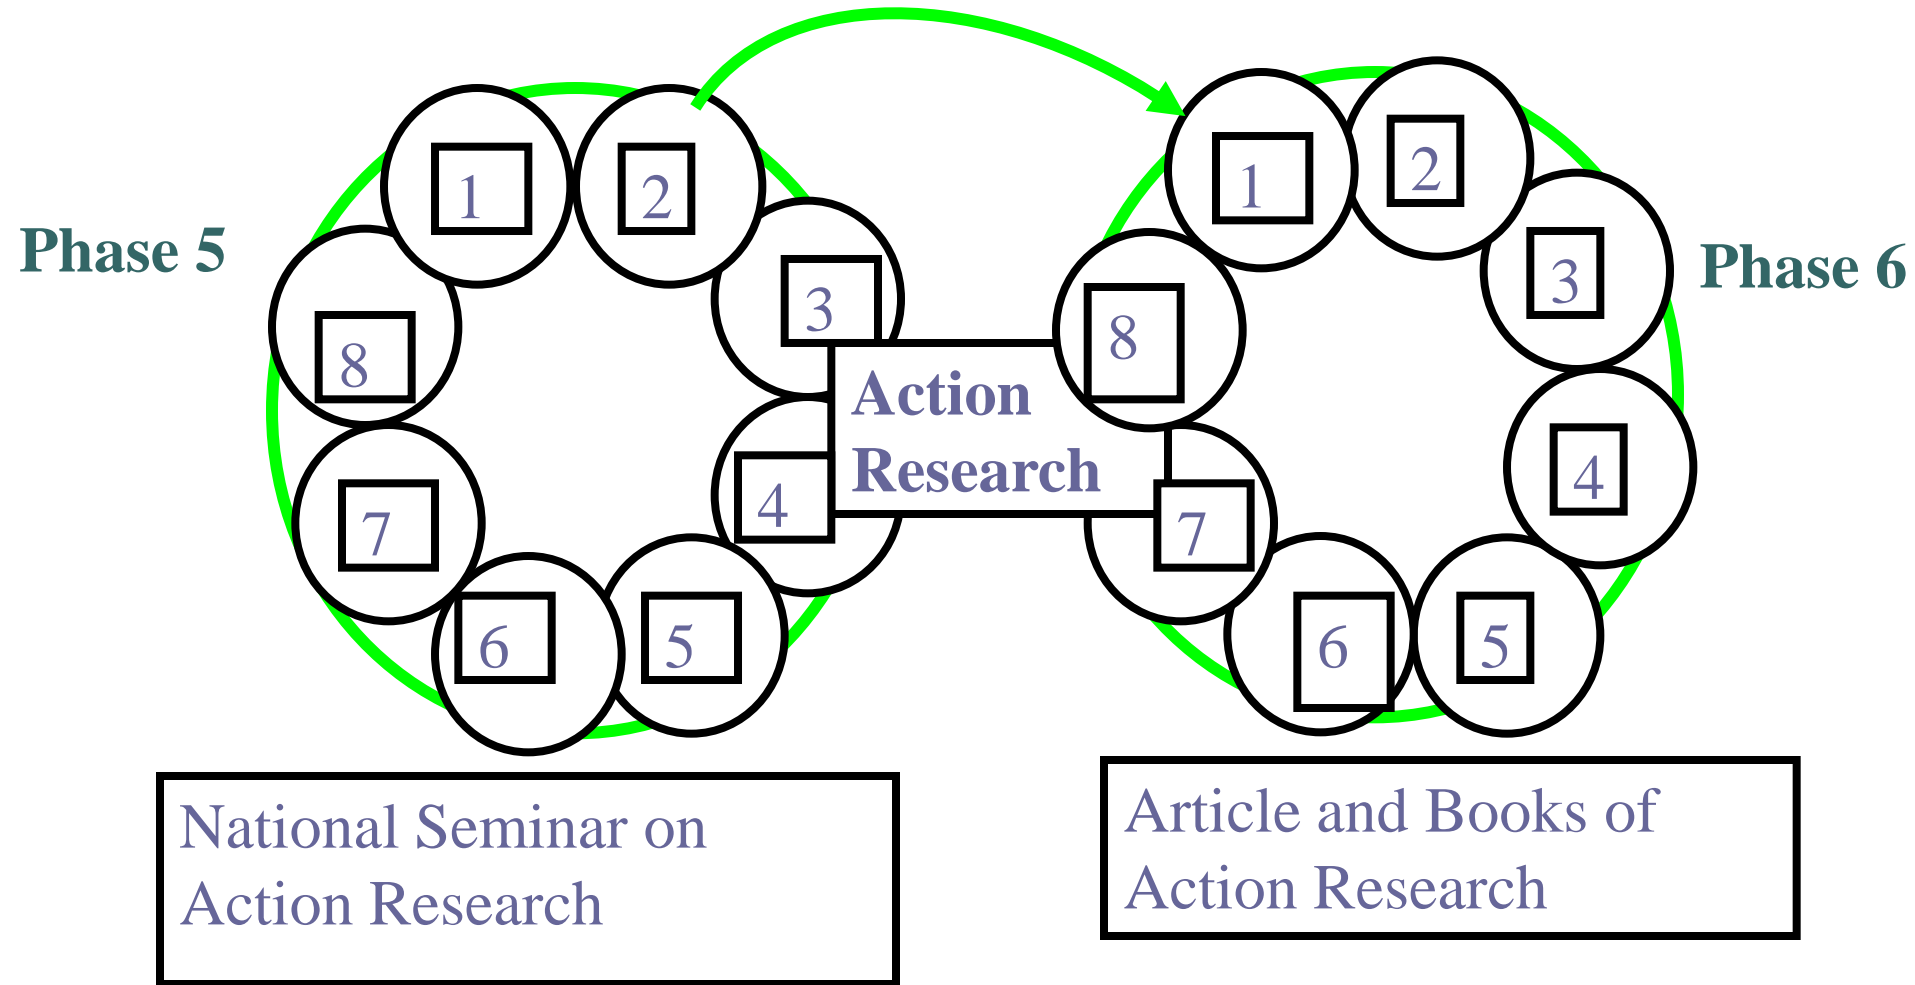 Phase 5
1
2
3
4
5
6
7
8
Action
Research
Phase 6
1
2
3
4
5
6
7
8
National Seminar on
Action Research
Article and Books of
Action Research